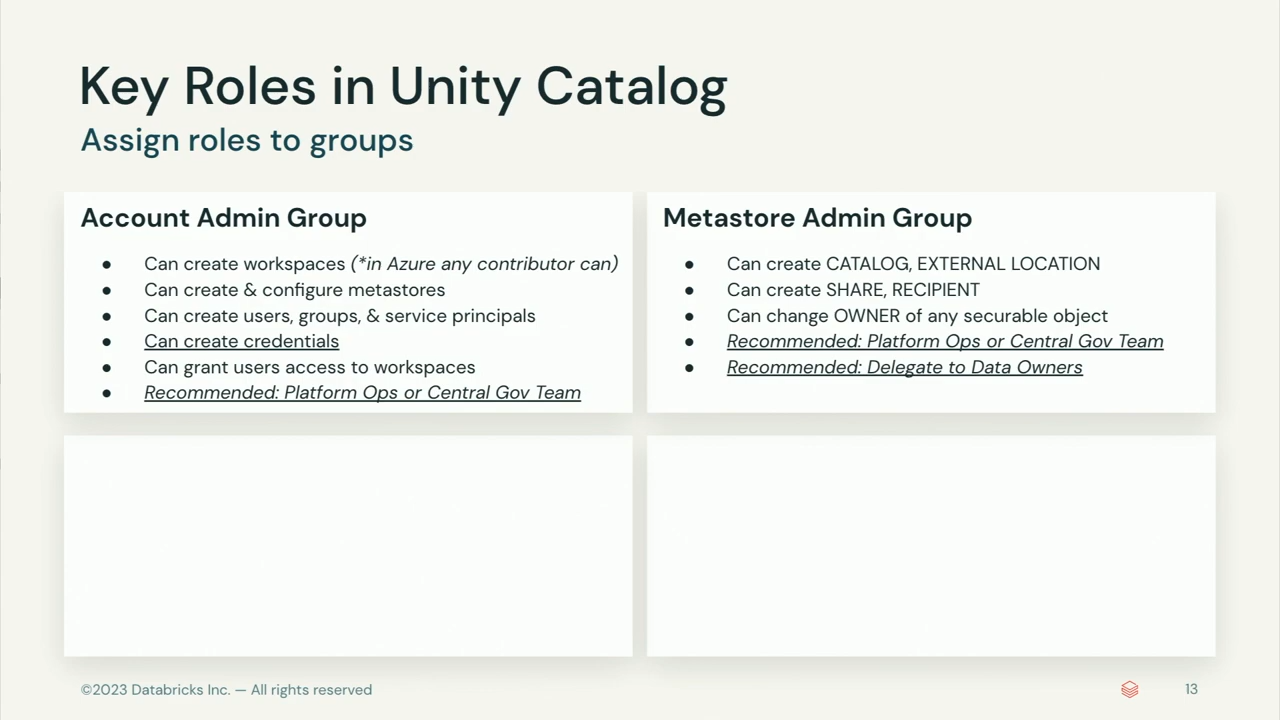 Key Roles in Unity Catalog
Assign roles to groups
Account Admin Group
● Can create workspaces (*in Azure any contributor can)
● Can create & configure metastores
● Can create users, groups, & service principals
● Can create credentials
● Can grant users access to workspaces
● Recommended: Platform Ops or Central Gov Team
Metastore Admin Group
● Can create CATALOG, EXTERNAL LOCATION
● Can create SHARE, RECIPIENT
● Can change OWNER of any securable object
● Recommended: Platform Ops or Central Gov Team
● Recommended: Delegate to Data Owners
©2023 Databricks Inc. — All rights reserved
13